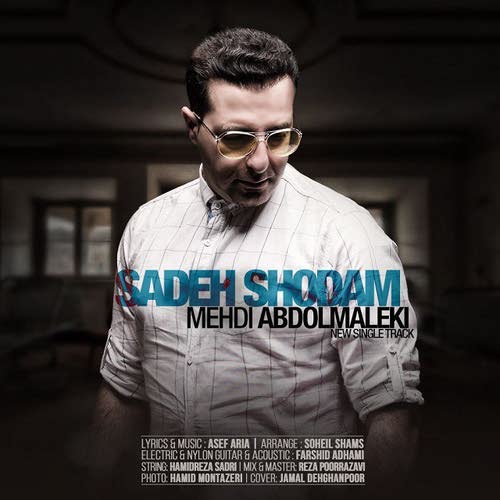 SADEH SHODAM
MEHDI ABDOLMALEKI
NEW SINGLE TRACK
LYRICS & MUSIC : ASEF ARIA | ARRANGE : SOHEIL SHAMS
ELECTRIC & NYLON GUITAR & ACOUSTIC : FARSHID ADHAMI
STRING: HAMIDREZA SADRI | MIX & MASTER: REZA POORRAZAVI
PHOTO: HAMID MONTAZERI | COVER: JAMAL DEHGHANPOOR